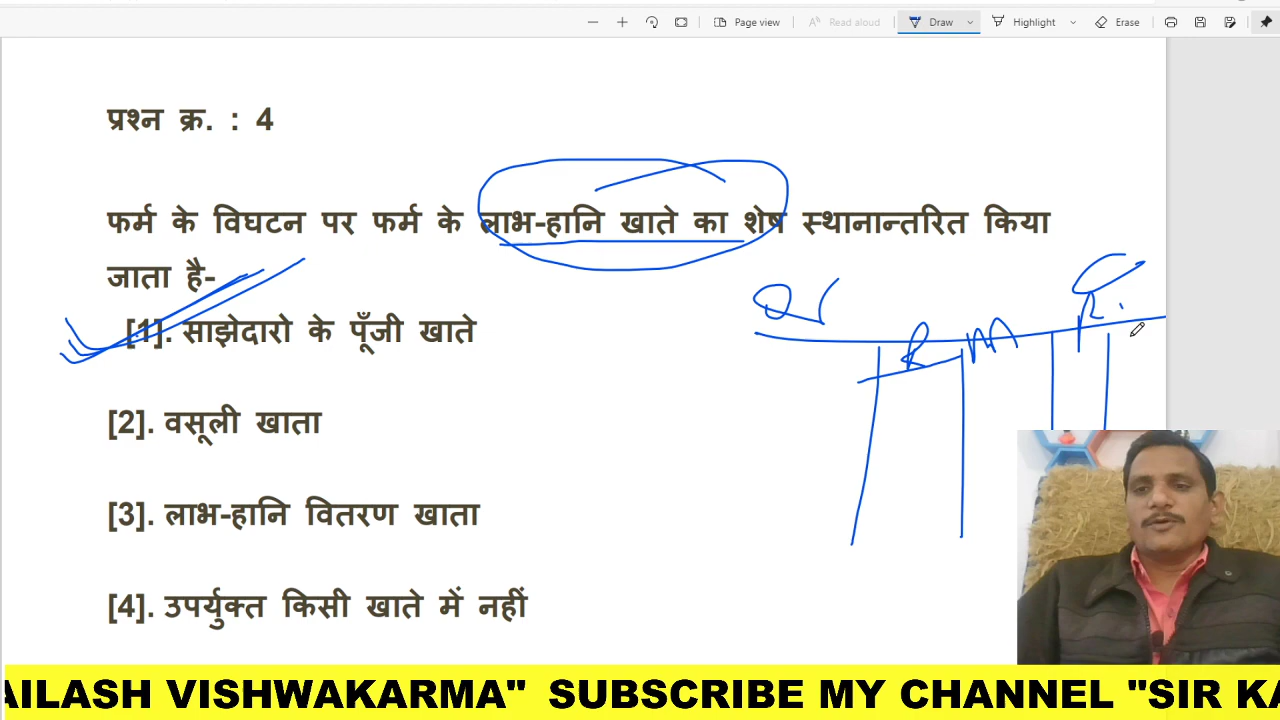 Page view
Read aloud
Draw
Highlight
Erase
प्रश्न क्र. : 4
फर्म के विघटन पर फर्म के लाभ-हानि खाते का शेष स्थानान्तरित किया
जाता है-
[1]. साझेदारो के पूँजी खाते
[2]. वसूली खाता
[3]. लाभ-हानि वितरण खाता
[4]. उपर्युक्त किसी खाते में नहीं
AILASH VISHWAKARMA" SUBSCRIBE MY CHANNEL "SIR KA